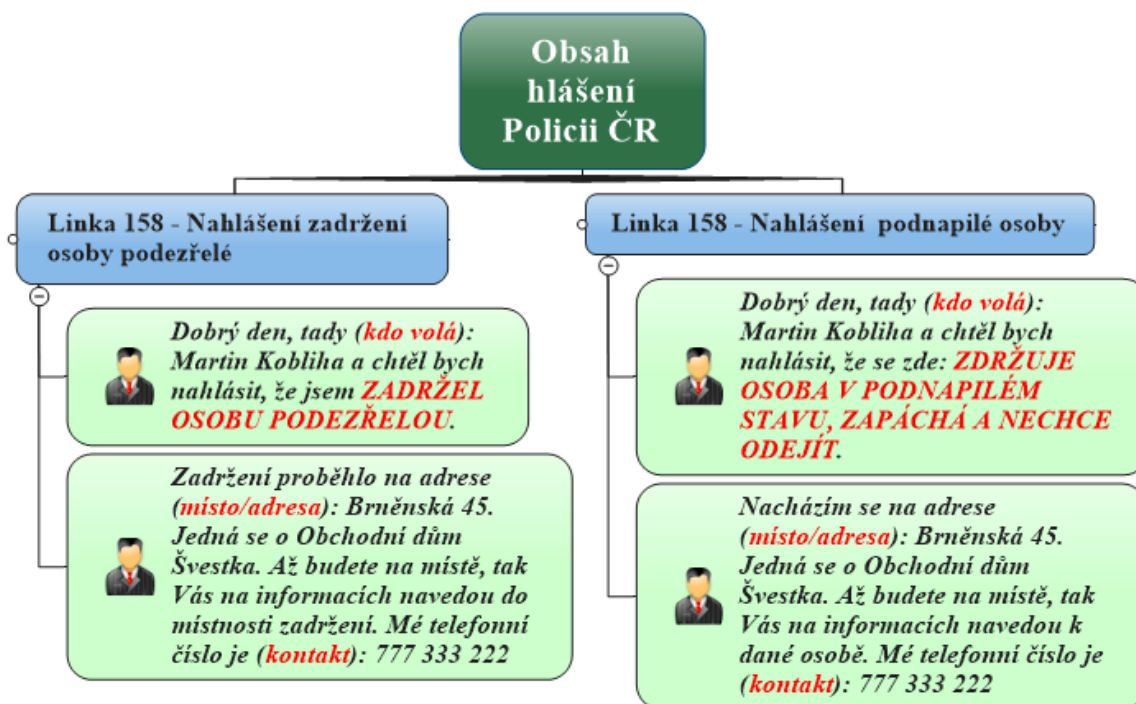 Obsah
hlášení
Policii ČR
Linka 158 - Nahlášení zadržení
osoby podezřelé
Dobrý den, tady (kdo volá):
Martin Kobliha a chtěl bych
nahlásit, že jsem ZADRŽEL
OSOBU PODEZŘELOU.
Zadržení proběhlo na adrese
(místo/adresa): Brněnská 45.
Jedná se o Obchodní dům
Švestka. Až budete na místě, tak
Vás na informacích navedou do
místnosti zadržení. Mé telefonní
číslo je (kontakt): 777 333 222
Linka 158 - Nahlášení  podnapilé osoby
Dobrý den, tady (kdo volá):
Martin Kobliha a chtěl bych
nahlásit, že se zde: ZDRŽUJE
OSOBA V PODNAPILÉM
STAVU, ZAPÁCHÁ A NECHCE
ODEJÍT.
Nacházím se na adrese
(místo/adresa): Brněnská 45.
Jedná se o Obchodní dům
Švestka. Až budete na místě, tak
Vás na informacích navedou k
dané osobě. Mé telefonní číslo je
(kontakt): 777 333 222